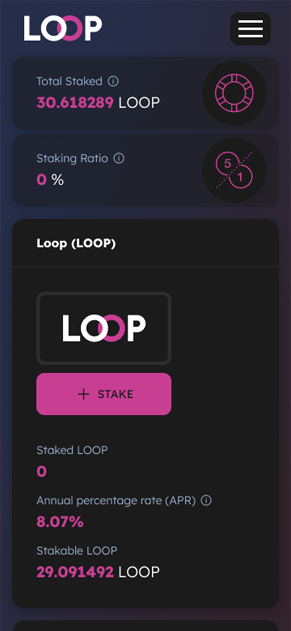 LOOP
Total Staked
30.618289 LOOP
Staking Ratio
0 %
5
1
Loop (LOOP)
LOOP
+ STAKE
Staked LOOP
0
Annual percentage rate (APR)
8.07%
Stakable LOOP
29.091492 LOOP